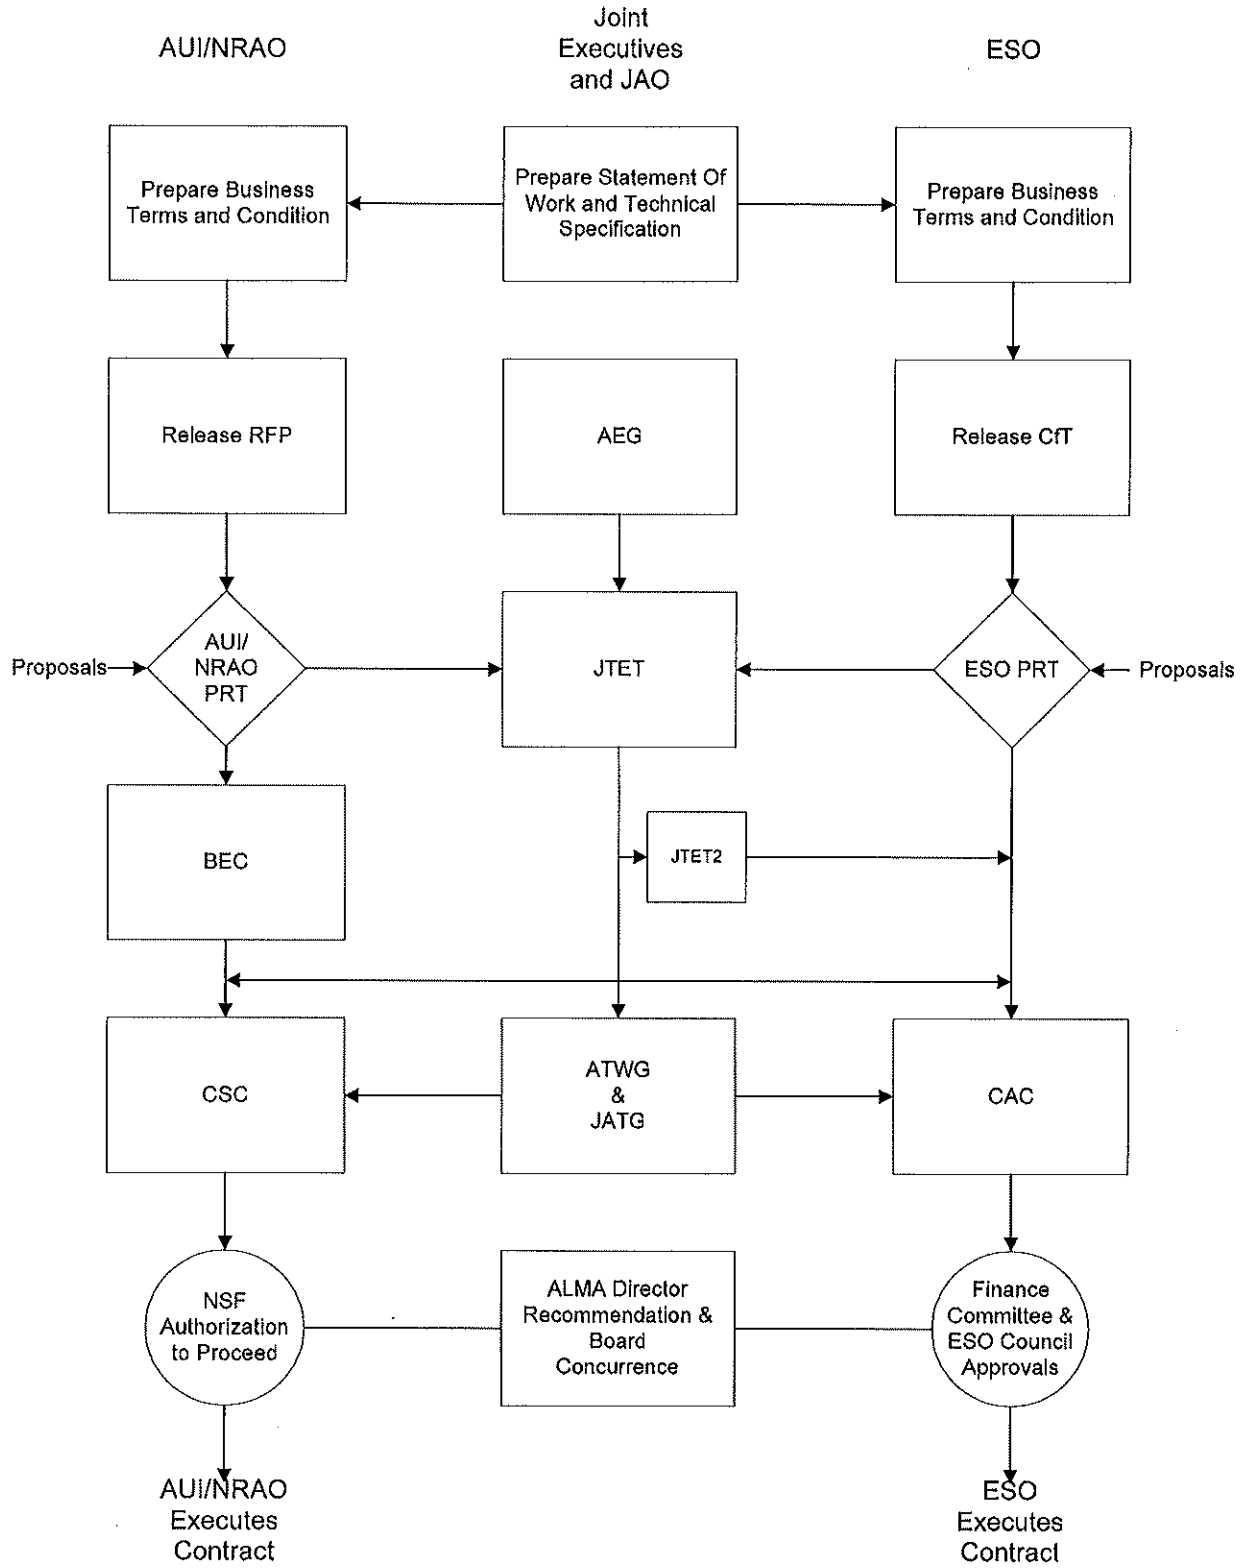 AUI/NRAO
Joint
Executives
and JAO
ESO
Prepare Business
Terms and Condition
Prepare Statement Of
Work and Technical
Specification
Prepare Business
Terms and Condition
Release RFP
AEG
Release CfT
Proposals
AUI/
NRAO
PRT
JTET
ESO PRT
Proposals
BEC
JTET2
CSC
ATWG
&
JATG
CAC
NSF
Authorization
to Proceed
ALMA Director
Recommendation &
Board
Concurrence
Finance
Committee &
ESO Council
Approvals
AUI/NRAO
Executes
Contract
ESO
Executes
Contract